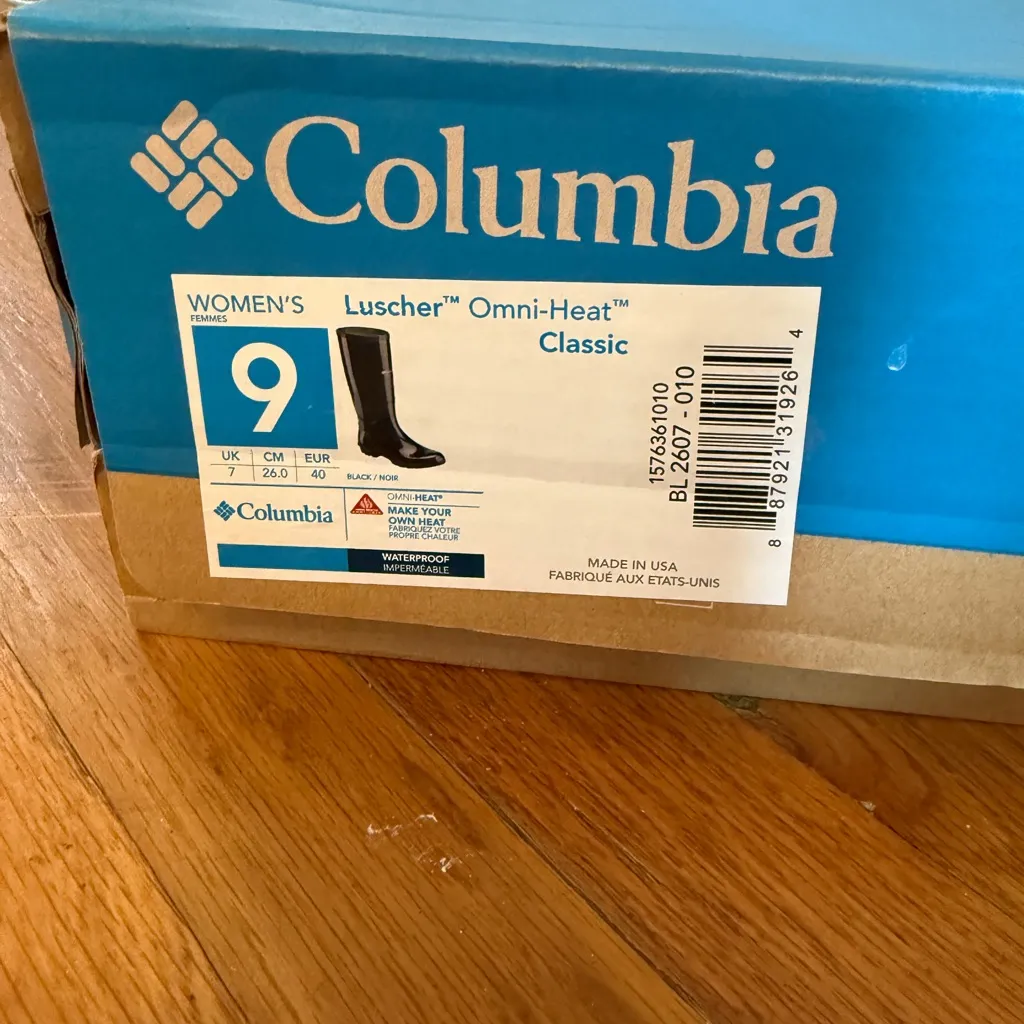 Columbia
WOMEN'S
FEMMES
Luscher™ Omni-Heat™
Classic
9
UK CM EUR
7 26.0 40
BLACK / NOIR
Columbia
OMNI-HEAT®
MAKE YOUR
OWN HEAT
FABRIQUEZ VOTRE
PROPRE CHALEUR
WATERPROOF
IMPERMÉABLE
1576361010
BL 2607 - 010
8 87921 31926 4
MADE IN USA
FABRIQUÉ AUX ETATS-UNIS